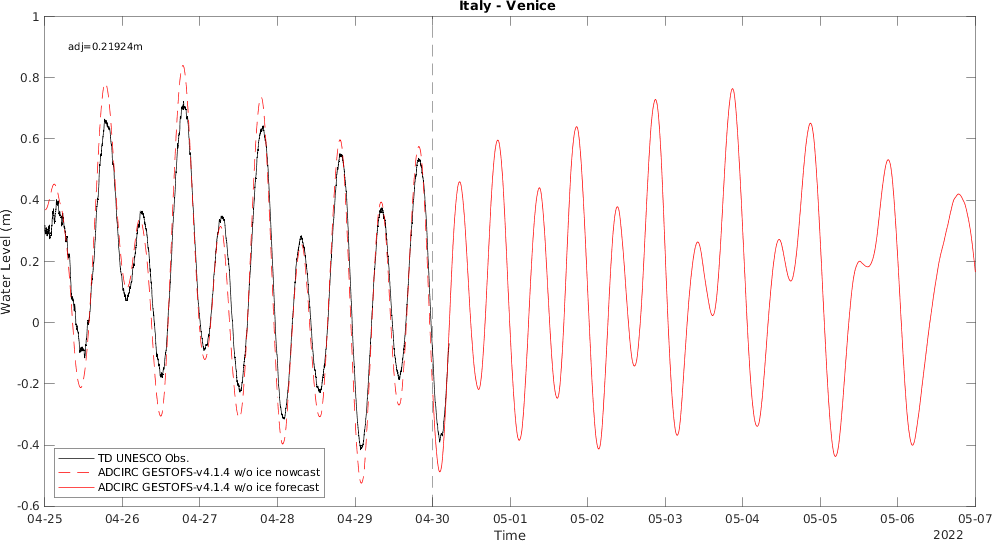 Italy - Venice
adj=0.21924m
1
0.8
0.6
0.4
0.2
0
-0.2
-0.4
-0.6
Water Level (m)
TD UNESCO Obs.
ADCIRC GESTOFS-v4.1.4 w/o ice nowcast
ADCIRC GESTOFS-v4.1.4 w/o ice forecast
04-25 04-26 04-27 04-28 04-29 04-30 05-01 05-02 05-03 05-04 05-05 05-06 05-07
Time
2022